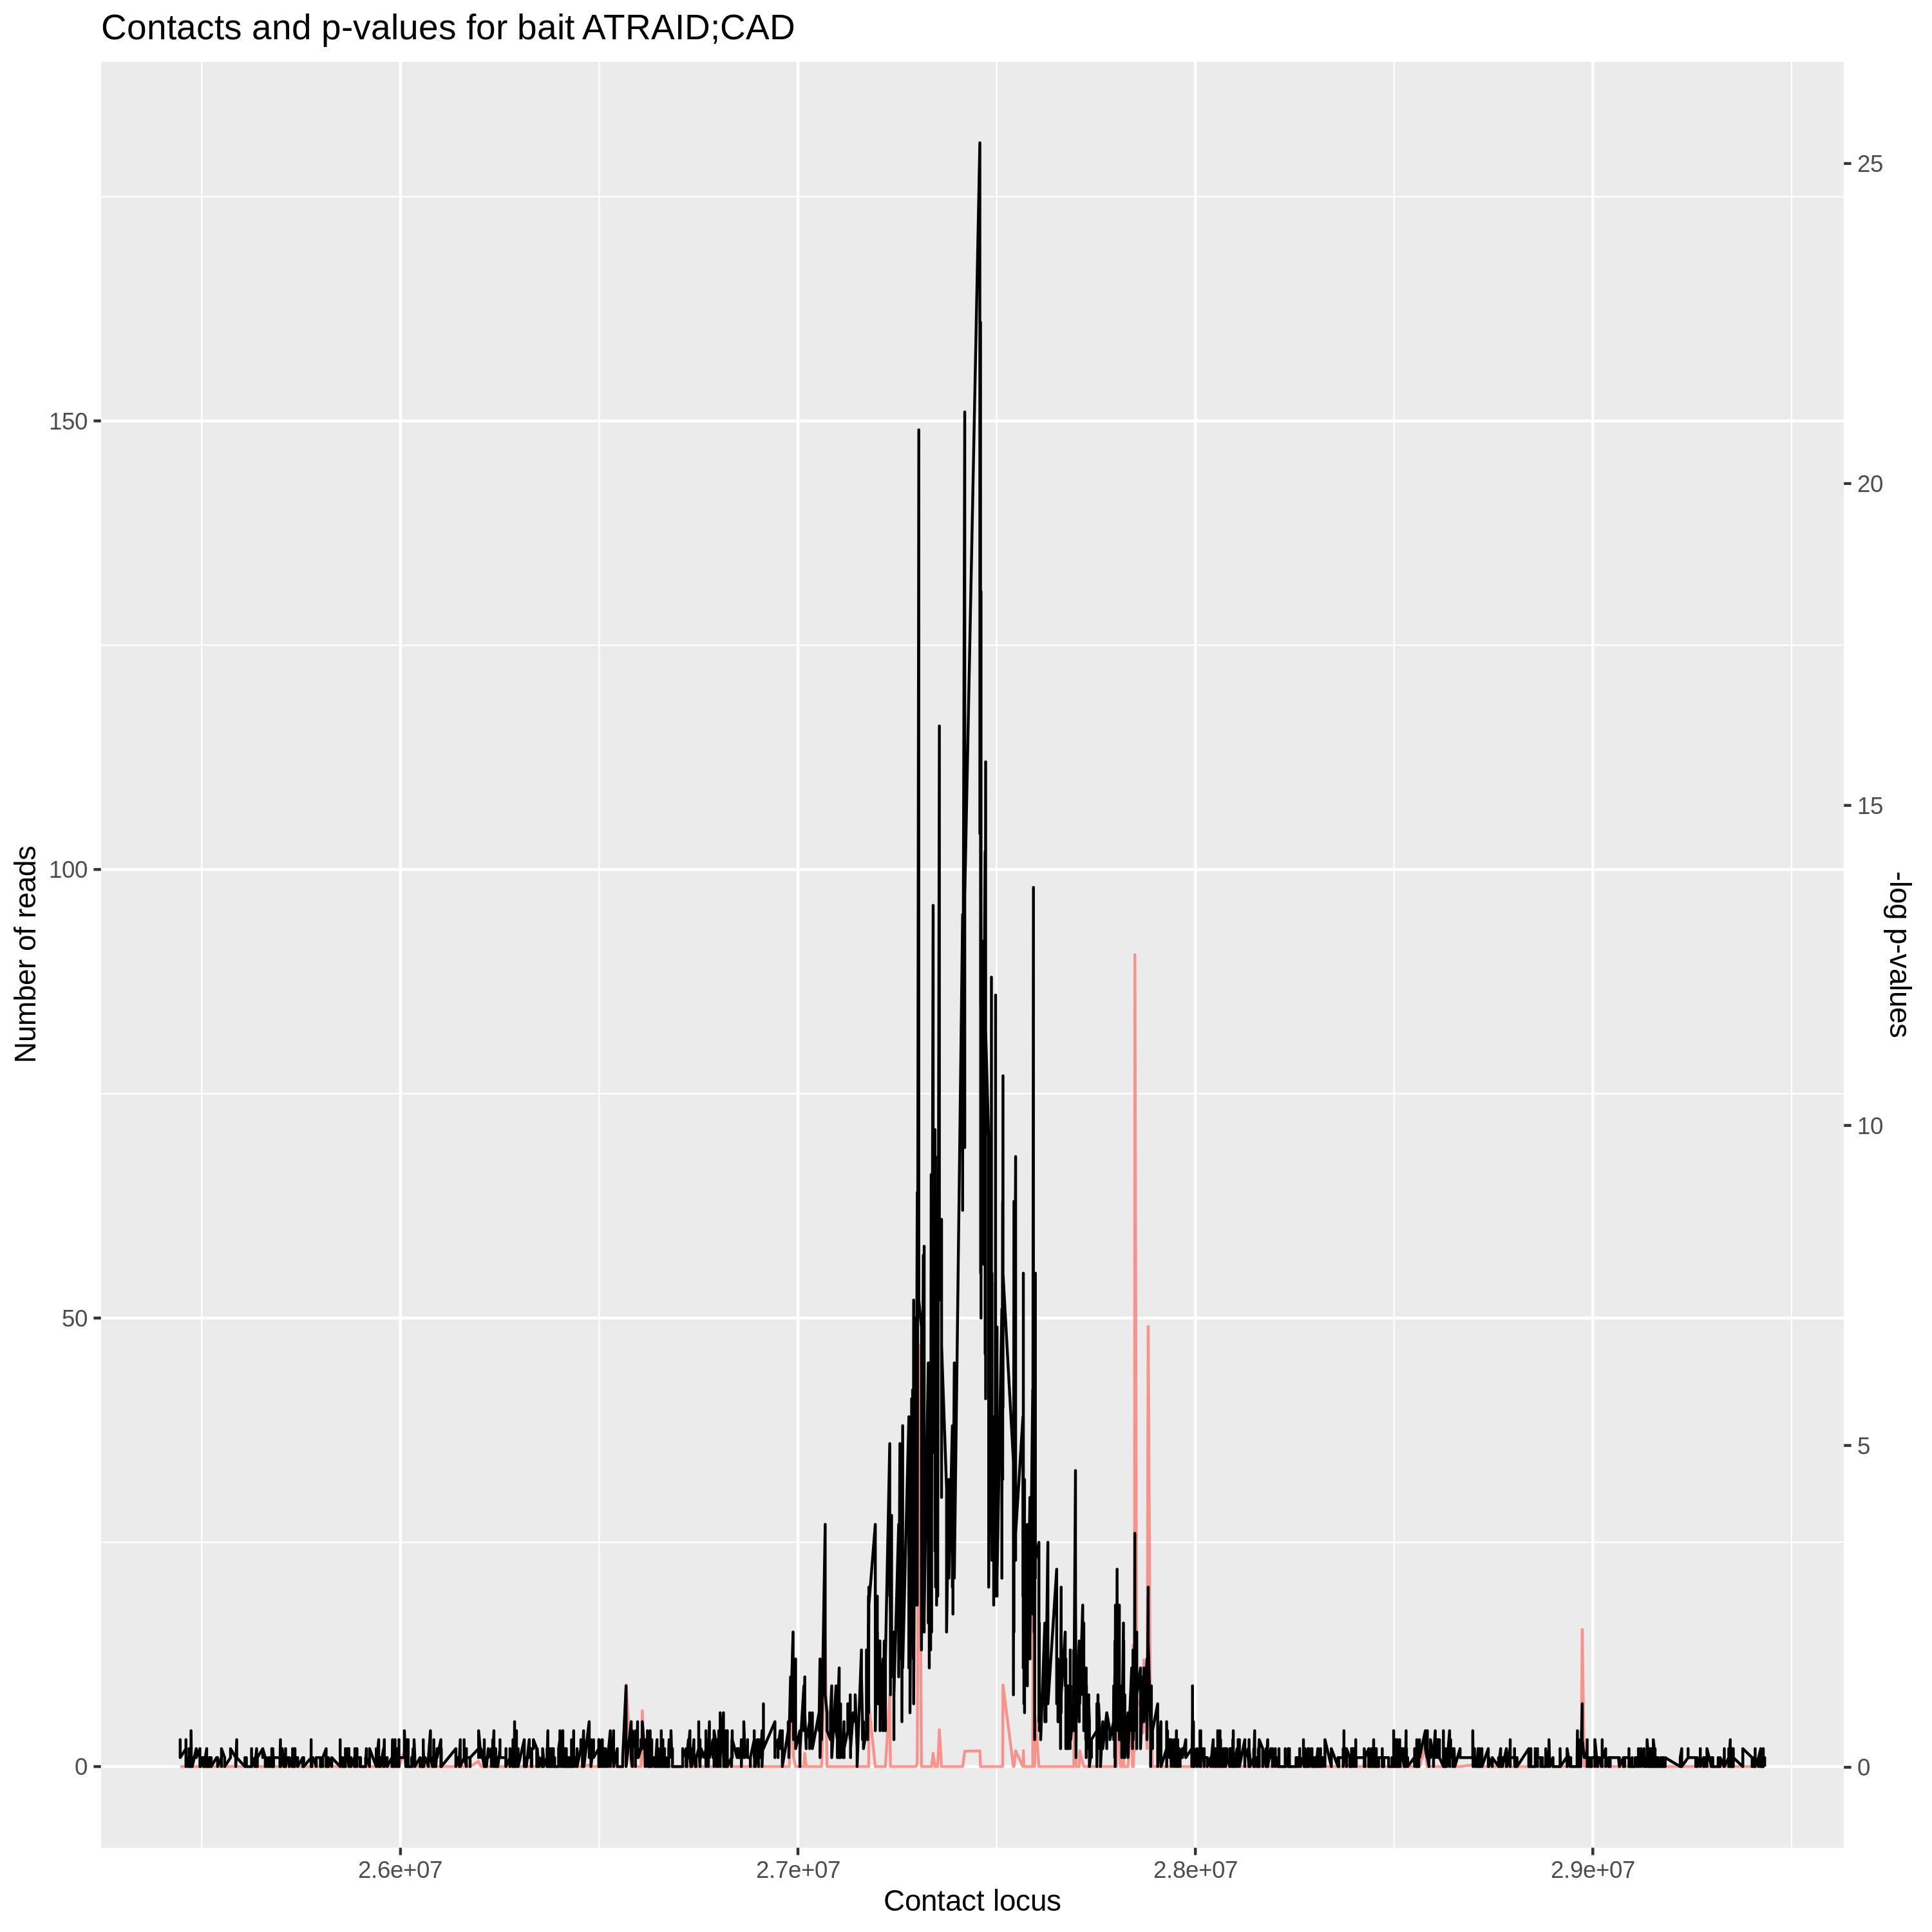 Contacts and p-values for bait ATRAID;CAD
Number of reads
150
100
50
0
25
20
15
10
5
0
-log p-values
2.6e+07
2.7e+07
2.8e+07
2.9e+07
Contact locus